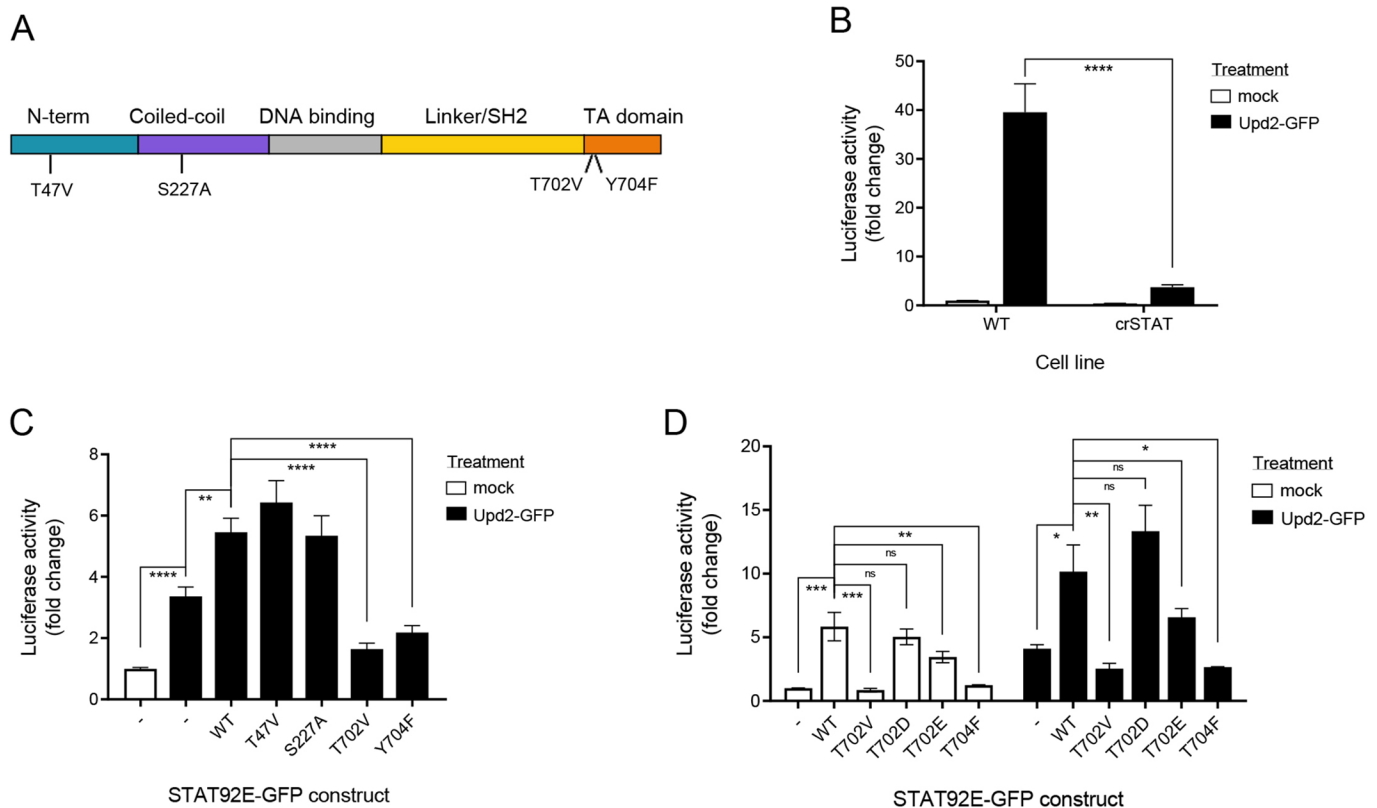 A
N-term Coiled-coil DNA binding Linker/SH2 TA domain
T47V S227A T702V Y704F
B
Luciferase activity
(fold change)
50
40
30
20
10
0
****
WT crSTAT
Cell line
Treatment
mock
Upd2-GFP
C
Luciferase activity
(fold change)
8
6
4
2
0
****
****
**
****
- - WT T47V S227A T702V Y704F
STAT92E-GFP construct
Treatment
mock
Upd2-GFP
D
Luciferase activity
(fold change)
20
15
10
5
0
**
ns
ns
*** ***
*
ns
ns
**
*
- WT T702V T702D T702E T704F - WT T702V T702D T702E T704F
STAT92E-GFP construct
Treatment
mock
Upd2-GFP